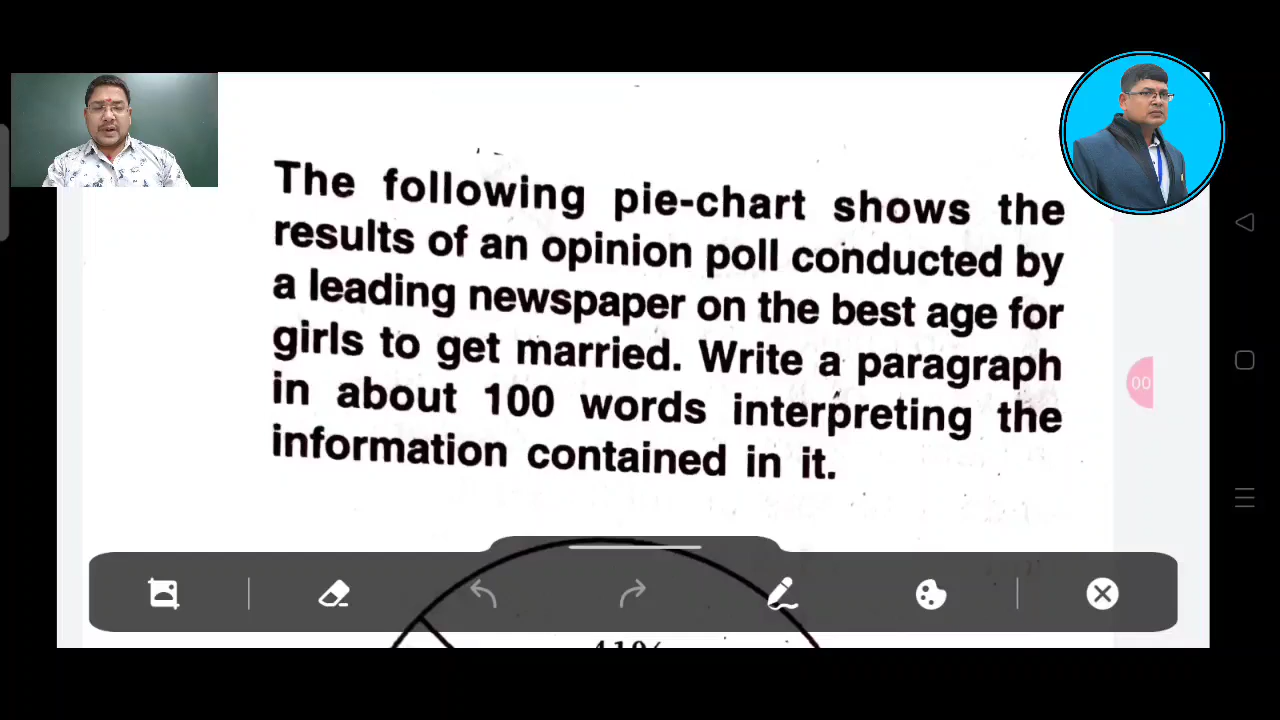 The following pie-chart shows the
results of an opinion poll conducted by
a leading newspaper on the best age for
girls to get married. Write a paragraph
in about 100 words interpreting the
information contained in it.
00